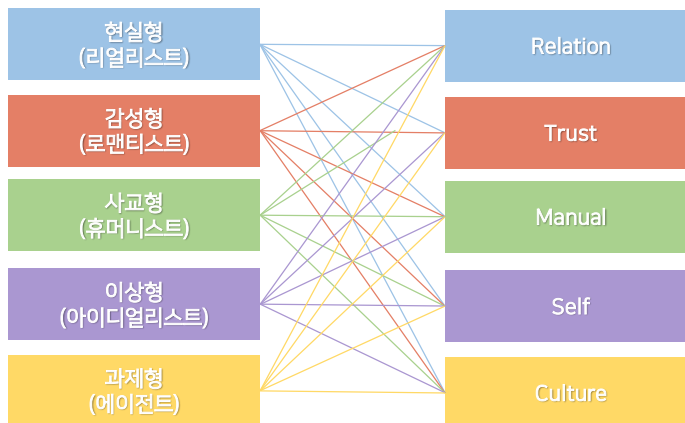 현실형
(리얼리스트)
Relation
감성형
(로맨티스트)
Trust
사교형
(휴머니스트)
Manual
이상형
(아이디얼리스트)
Self
과제형
(에이전트)
Culture